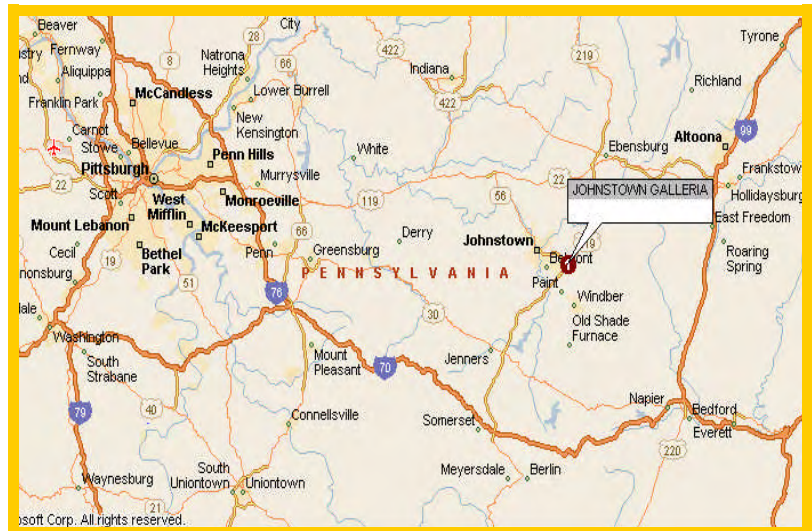 Beaver
City
Tyrone
Fernway
28
422
219
Aliquippa
8
Natrona
Heights
66
Indiana
Richland
McCandless
Lower Burrell
422
Franklin Park
New
Kensington
Carnot
Stowe
Bellevue
Penn Hills
White
Ebensburg
Altoona
99
Pittsburgh
Murrysville
Frankstow
22
Scott
West
Mifflin
Monroeville
119
56
22
JOHNSTOWN GALLERIA
Hollidaysburg
Mount Lebanon
McKeesport
66
Derry
Johnstown
219
East Freedom
Cecil
Bethel
Park
Penn
Greensburg
Roaring
Spring
19
PENNSYLVANIA
Paint
Windber
51
76
30
Old Shade
Furnace
Washington
South
Strabane
Mount
Pleasant
70
Jenners
79
40
Connellsville
Somerset
Napier
Bedford
Everett
220
Waynesburg
South
Uniontown
Uniontown
Meyersdale
Berlin
21
osoft Corp. All rights reserved.